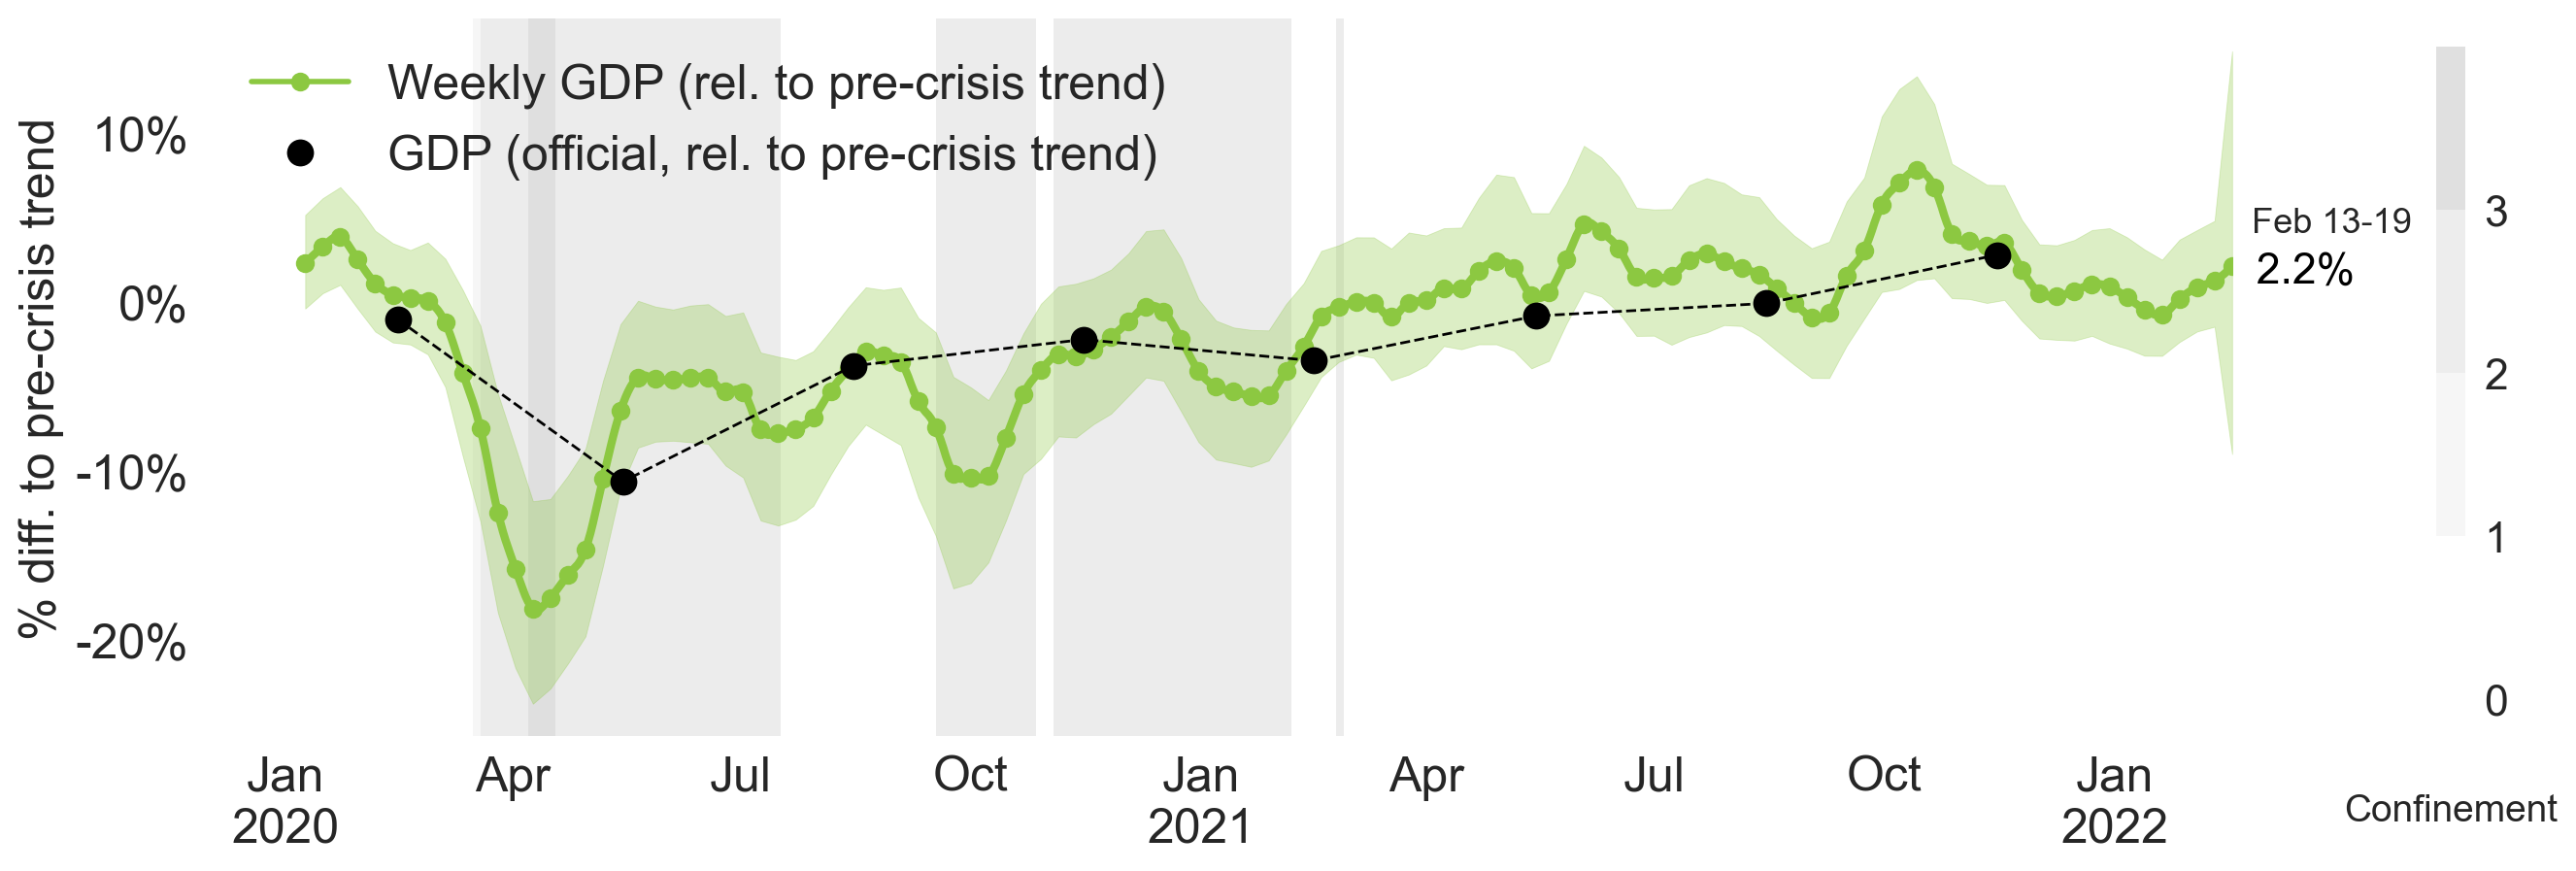 Weekly GDP (rel. to pre-crisis trend)
GDP (official, rel. to pre-crisis trend)
% diff. to pre-crisis trend
10%
0%
-10%
-20%
Feb 13-19
2.2%
3
2
1
0
Jan Apr Jul Oct Jan Apr Jul Oct Jan
2020 2021 2022
Confinement